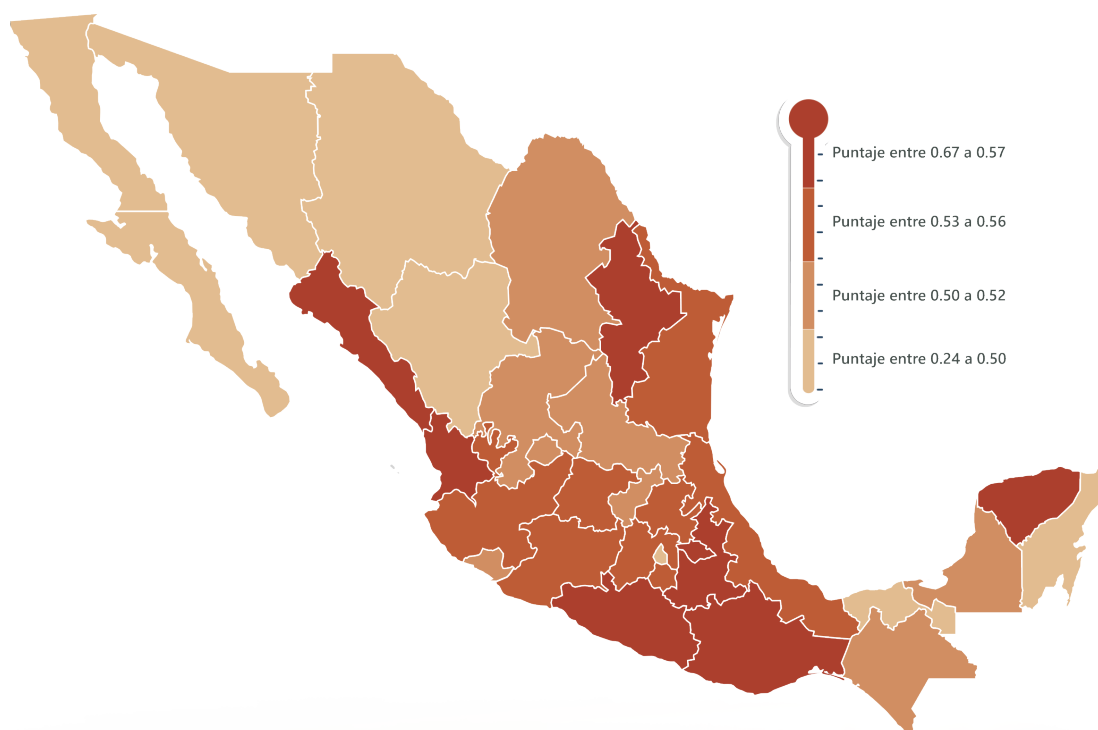 Puntaje entre 0.67 a 0.57
Puntaje entre 0.53 a 0.56
Puntaje entre 0.50 a 0.52
Puntaje entre 0.24 a 0.50